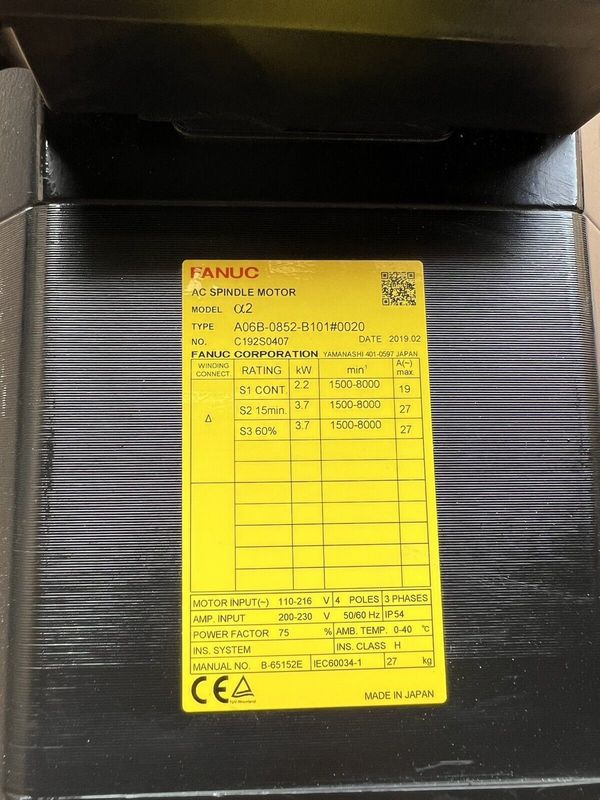 FANUC
AC SPINDLE MOTOR
MODEL α2
TYPE A06B-0852-B101#0020
NO. C192S0407 DATE 2019.02
FANUC CORPORATION YAMANASHI 401-0597 JAPAN
WINDING CONNECT. RATING kW min⁻¹ A(~) max.
Δ S1 CONT. 2.2 1500-8000 19
S2 15min. 3.7 1500-8000 27
S3 60% 3.7 1500-8000 27
MOTOR INPUT(~) 110-216 V 4 POLES 3 PHASES
AMP. INPUT 200-230 V 50/60 Hz IP54
POWER FACTOR 75 % AMB. TEMP. 0-40 ℃
INS. SYSTEM INS. CLASS H
MANUAL NO. B-65152E IEC60034-1 27 kg
CE TÜV Rheinland
MADE IN JAPAN